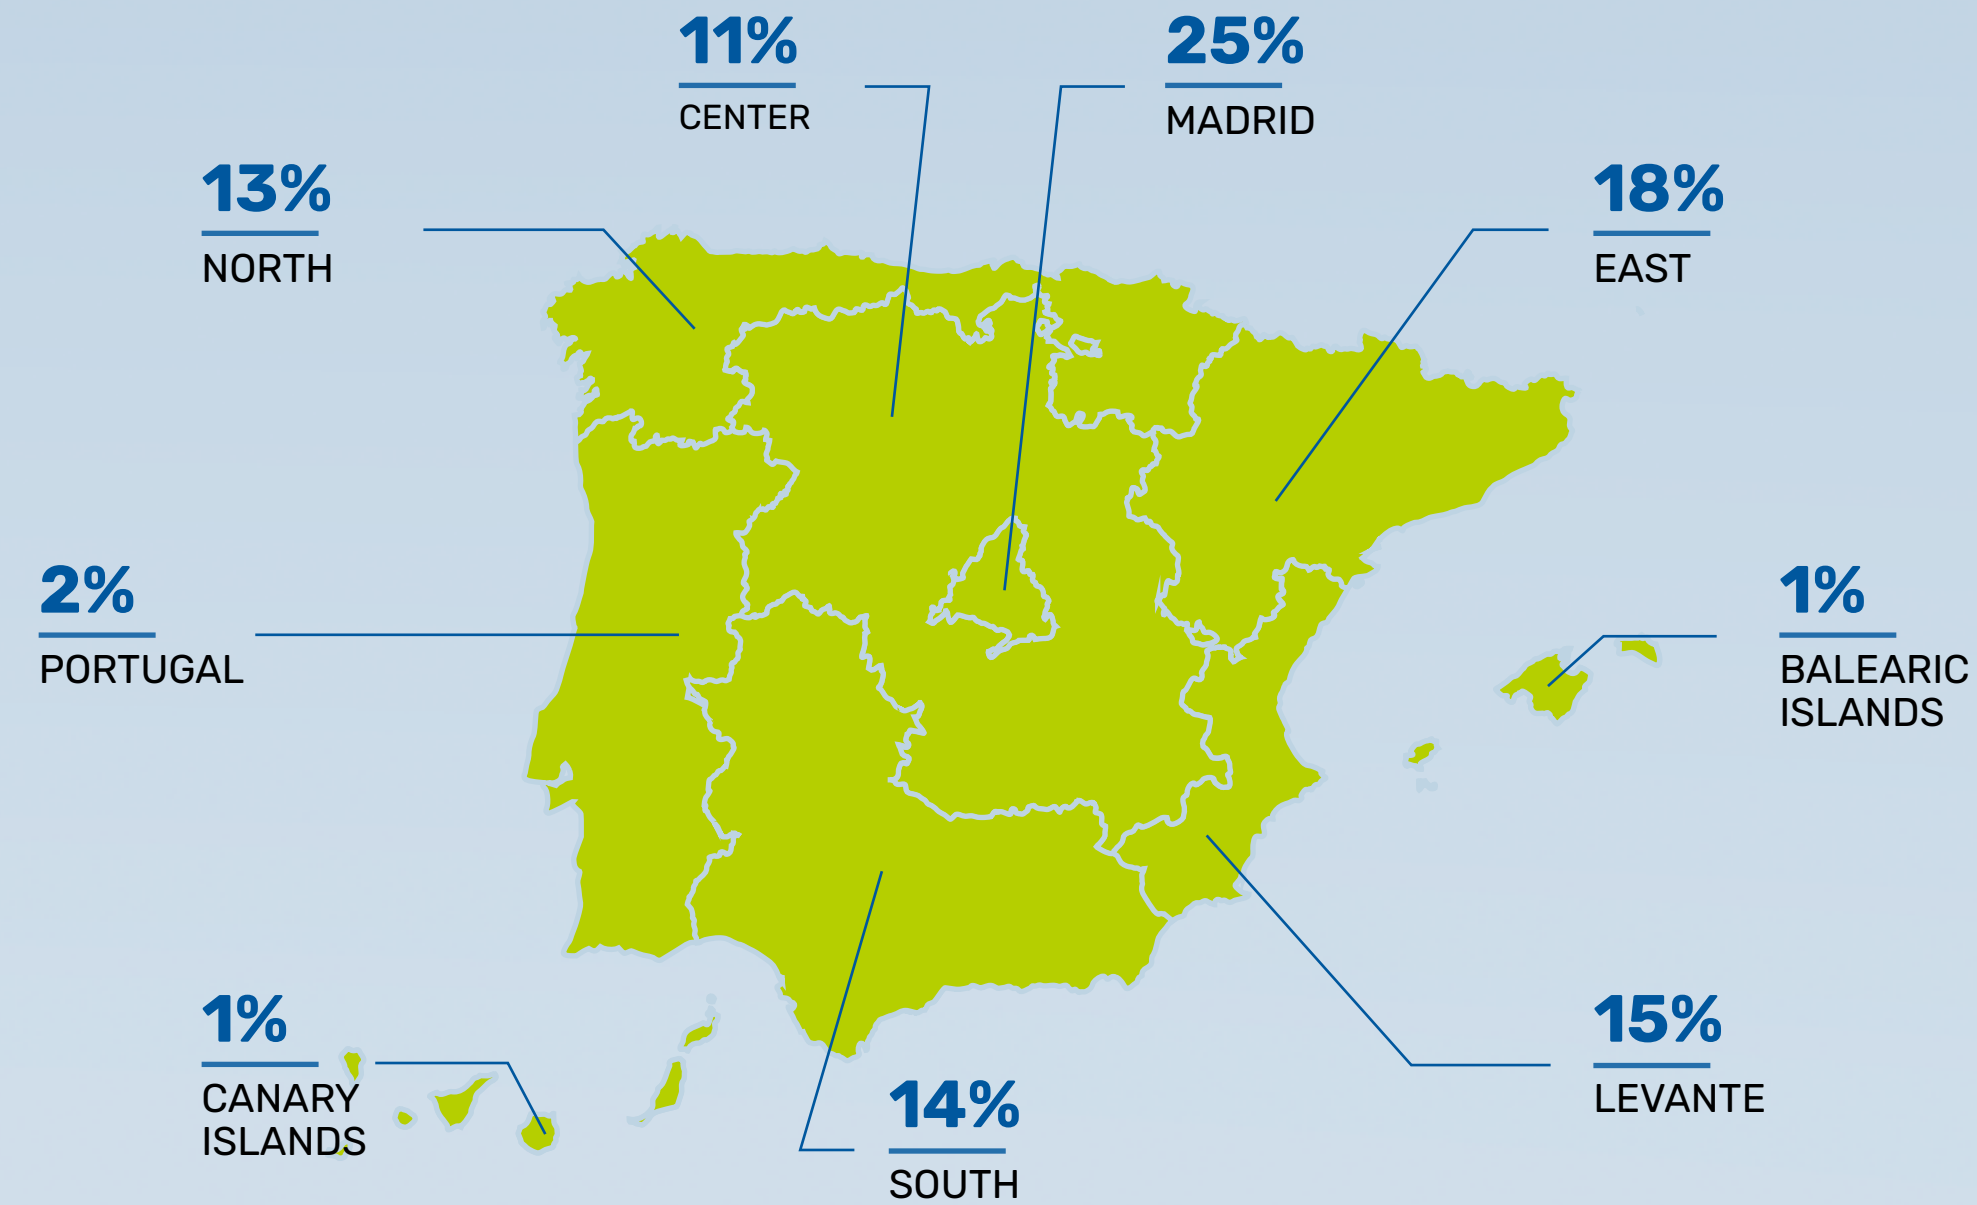 11%
CENTER
25%
MADRID
13%
NORTH
18%
EAST
2%
PORTUGAL
1%
BALEARIC
ISLANDS
1%
CANARY
ISLANDS
14%
SOUTH
15%
LEVANTE